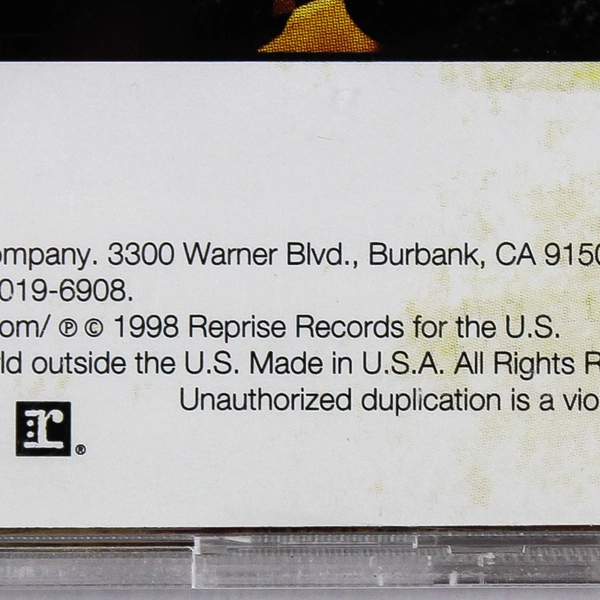 ompany. 3300 Warner Blvd., Burbank, CA 9150
019-6908.
om/ ℗ © 1998 Reprise Records for the U.S.
ld outside the U.S. Made in U.S.A. All Rights R
Unauthorized duplication is a vio
r®